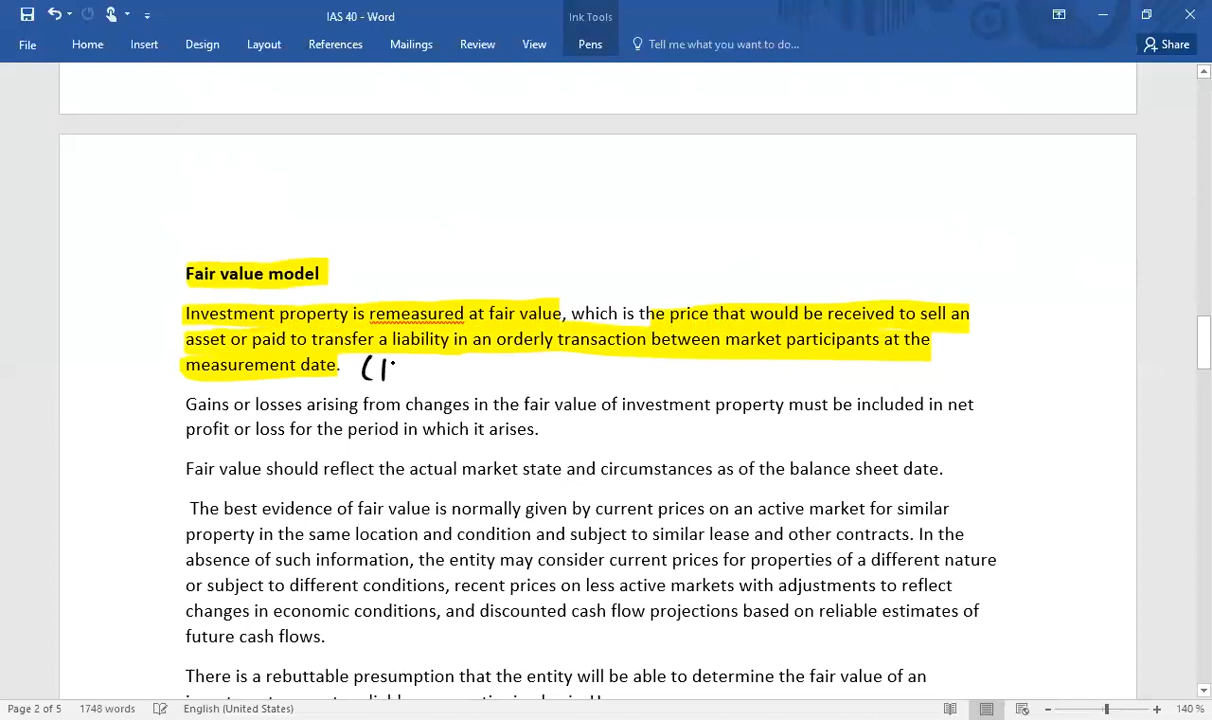 IAS 40 - Word
Ink Tools
File Home Insert Design Layout References Mailings Review View Pens Tell me what you want to do... Share
Fair value model
Investment property is remeasured at fair value, which is the price that would be received to sell an
asset or paid to transfer a liability in an orderly transaction between market participants at the
measurement date.
Gains or losses arising from changes in the fair value of investment property must be included in net
profit or loss for the period in which it arises.
Fair value should reflect the actual market state and circumstances as of the balance sheet date.
The best evidence of fair value is normally given by current prices on an active market for similar
property in the same location and condition and subject to similar lease and other contracts. In the
absence of such information, the entity may consider current prices for properties of a different nature
or subject to different conditions, recent prices on less active markets with adjustments to reflect
changes in economic conditions, and discounted cash flow projections based on reliable estimates of
future cash flows.
There is a rebuttable presumption that the entity will be able to determine the fair value of an
Page 2 of 5 1748 words English (United States) 140 %